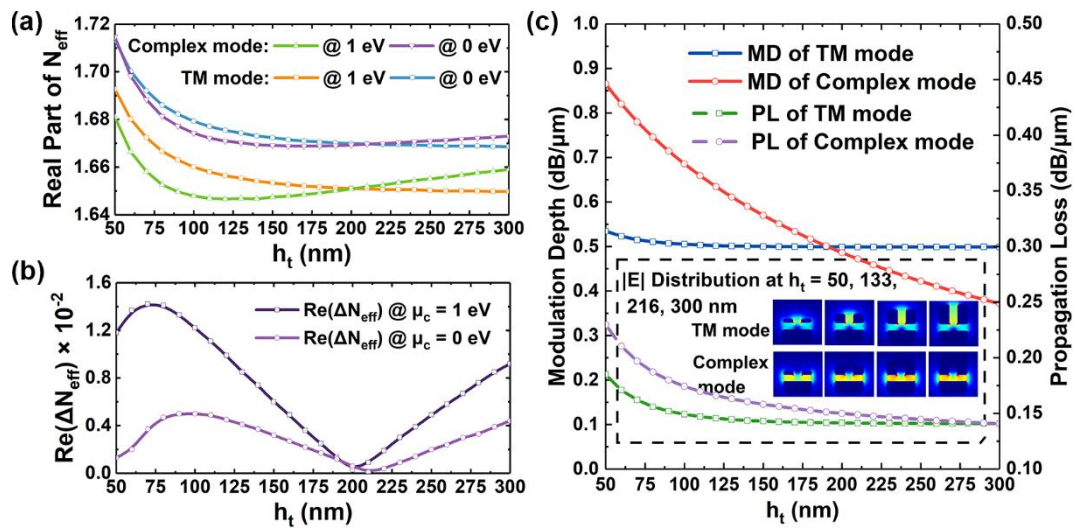 (a)
Real Part of N_eff
1.72
1.70
1.68
1.66
1.64
Complex mode: @ 1 eV @ 0 eV
TM mode: @ 1 eV @ 0 eV
50 75 100 125 150 175 200 225 250 275 300
h_t (nm)
(b)
Re(ΔN_eff) × 10^-2
1.6
1.2
0.8
0.4
0.0
Re(ΔN_eff) @ μ_c = 1 eV
Re(ΔN_eff) @ μ_c = 0 eV
50 75 100 125 150 175 200 225 250 275 300
h_t (nm)
(c)
Modulation Depth (dB/μm)
1.0
0.9
0.8
0.7
0.6
0.5
0.4
0.3
0.2
0.1
0.0
MD of TM mode
MD of Complex mode
PL of TM mode
PL of Complex mode
|E| Distribution at h_t = 50, 133,
216, 300 nm
TM mode
Complex
mode
0.50
0.45
0.40
0.35
0.30
0.25
0.20
0.15
0.10
Propagation Loss (dB/μm)
50 75 100 125 150 175 200 225 250 275 300
h_t (nm)